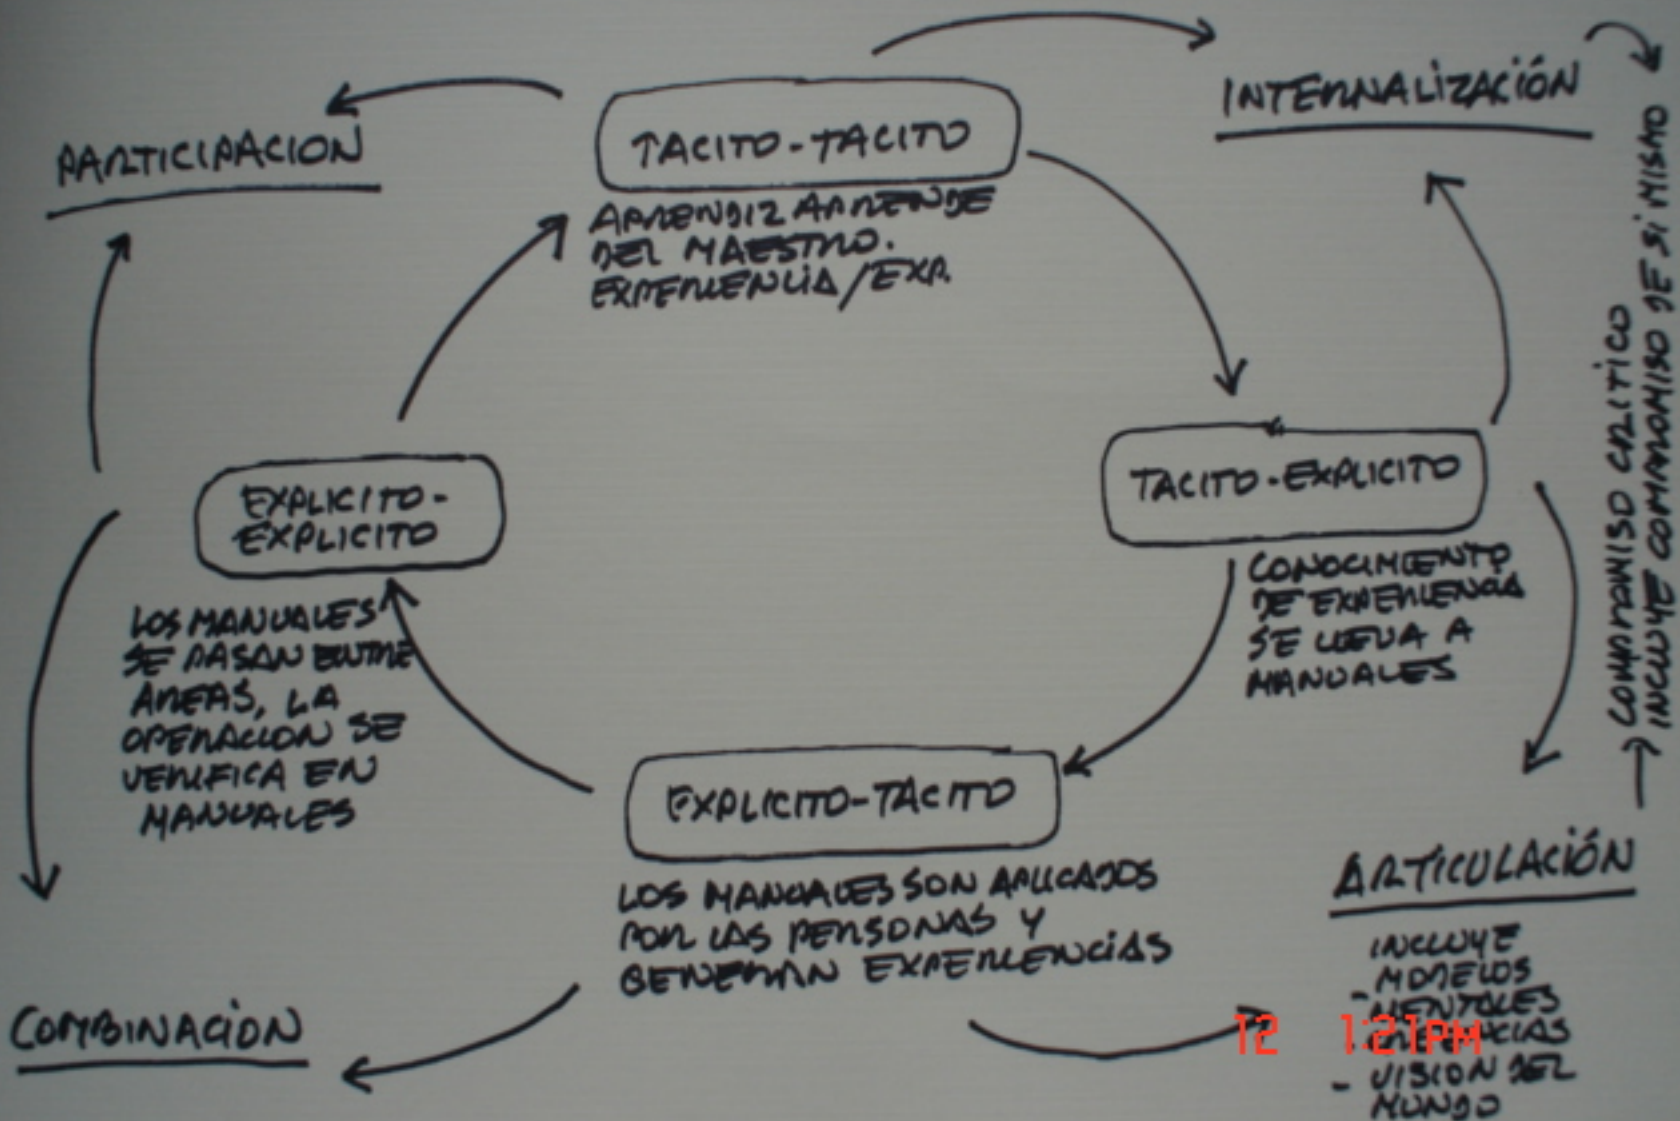 INTERNALIZACIÓN
TACITO-TACITO
PARTICIPACION
APRENDIZ APRENDE
DEL MAESTRO.
EXPERIENCIA/EXP.
TACITO-EXPLICITO
EXPLICITO-
EXPLICITO
CONOCIMIENTO
DE EXPERIENCIA
SE LLEVA A
MANUALES
LOS MANUALES
SE PASAN ENTRE
AREAS, LA
OPERACION SE
VERIFICA EN
MANUALES
EXPLICITO-TACITO
LOS MANUALES SON APLICADOS
POR LAS PERSONAS Y
GENERAN EXPERIENCIAS
COMBINACION
ARTICULACIÓN
INCLUYE
- MODELOS
MENTALES
- VISION DEL
MUNDO
COMPROMISO CRITICO
INCLUYE COMPROMISO DE SI MISMO
12 1:21PM